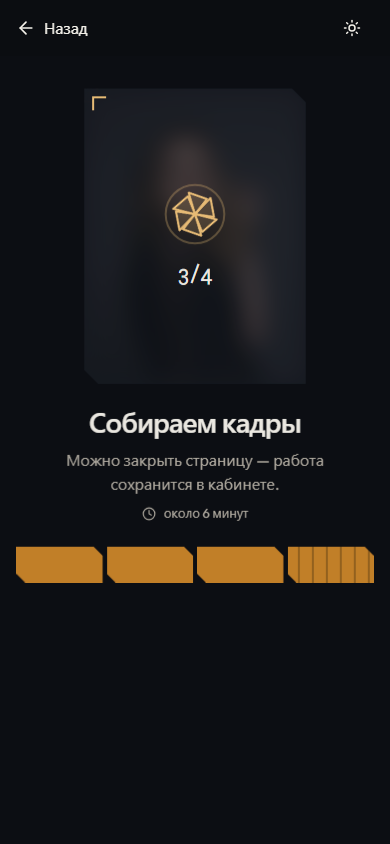 Назад
3/4
Собираем кадры
Можно закрыть страницу — работа
сохранится в кабинете.
около 6 минут